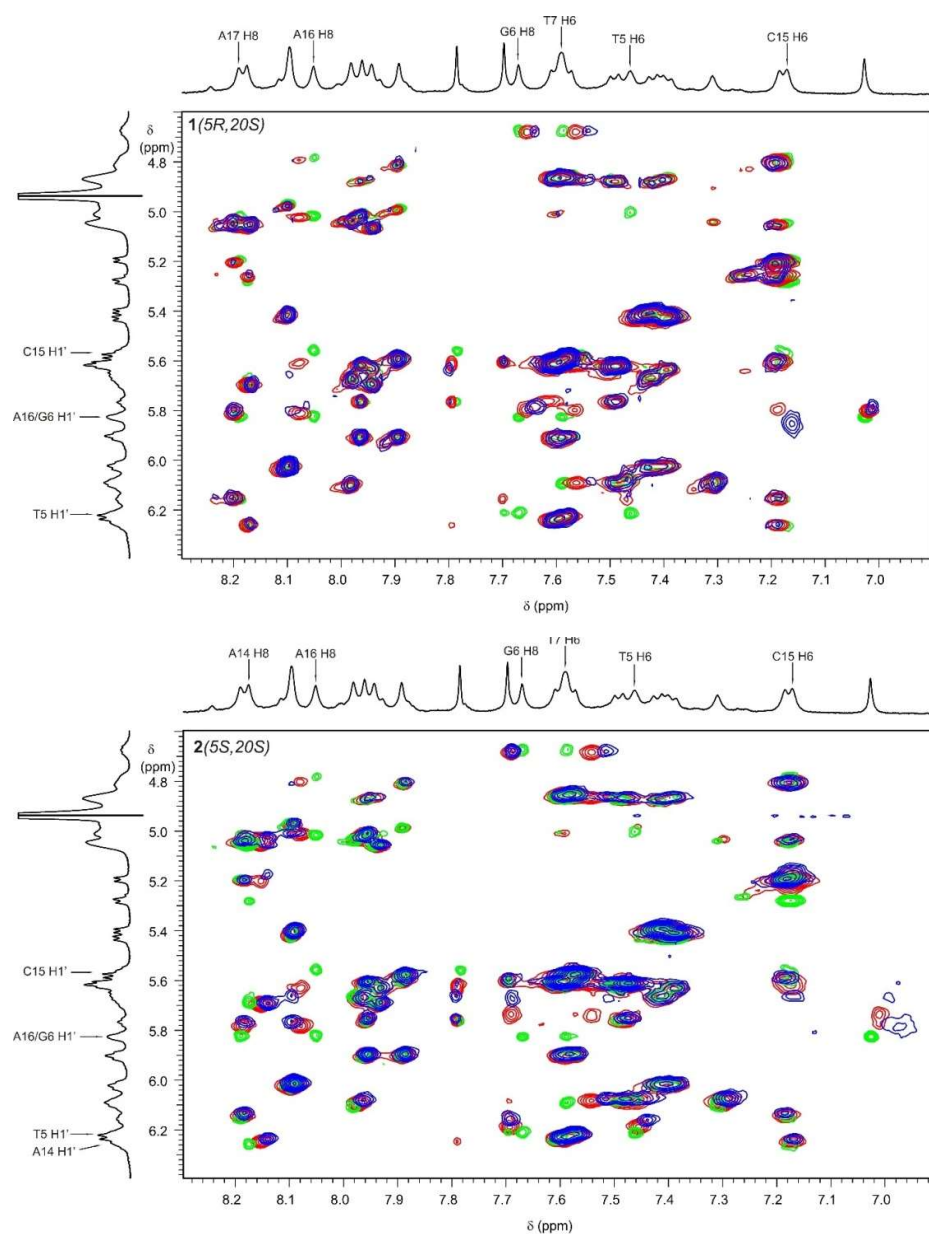 A17 H8 A16 H8 G6 H8 T7 H6 T5 H6 C15 H6
δ
(ppm)
1(5R,20S)
4.8
5.0
5.2
5.4
C15 H1'
5.6
A16/G6 H1'
5.8
6.0
T5 H1'
6.2
8.2 8.1 8.0 7.9 7.8 7.7 7.6 7.5 7.4 7.3 7.2 7.1 7.0
δ (ppm)
A14 H8 A16 H8 G6 H8 T7 H6 T5 H6 C15 H6
δ
(ppm)
2(5S,20S)
4.8
5.0
5.2
5.4
C15 H1'
5.6
A16/G6 H1'
5.8
6.0
T5 H1'
6.2
A14 H1'
8.2 8.1 8.0 7.9 7.8 7.7 7.6 7.5 7.4 7.3 7.2 7.1 7.0
δ (ppm)